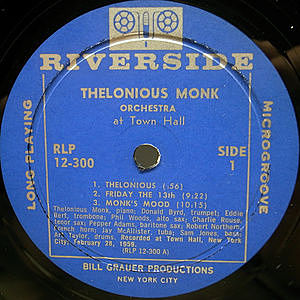 RIVERSIDE
THELONIOUS MONK
ORCHESTRA
at Town Hall
LONG PLAYING
MICROGROOVE
RLP
12-300
SIDE
1
1. THELONIOUS (:56)
2. FRIDAY THE 13th (9:22)
3. MONK'S MOOD (10:15)
Thelonious Monk, piano; Donald Byrd, trumpet; Eddie
Bert, trombone; Phil Woods, alto sax; Charlie Rouse,
tenor sax; Pepper Adams, baritone sax; Robert Northern,
french horn; Jay McAllister, tuba; Sam Jones, bass;
Art Taylor, drums. Recorded at Town Hall, New York
City, February 28, 1959.
(RLP 12-300 A)
BILL GRAUER PRODUCTIONS
NEW YORK CITY